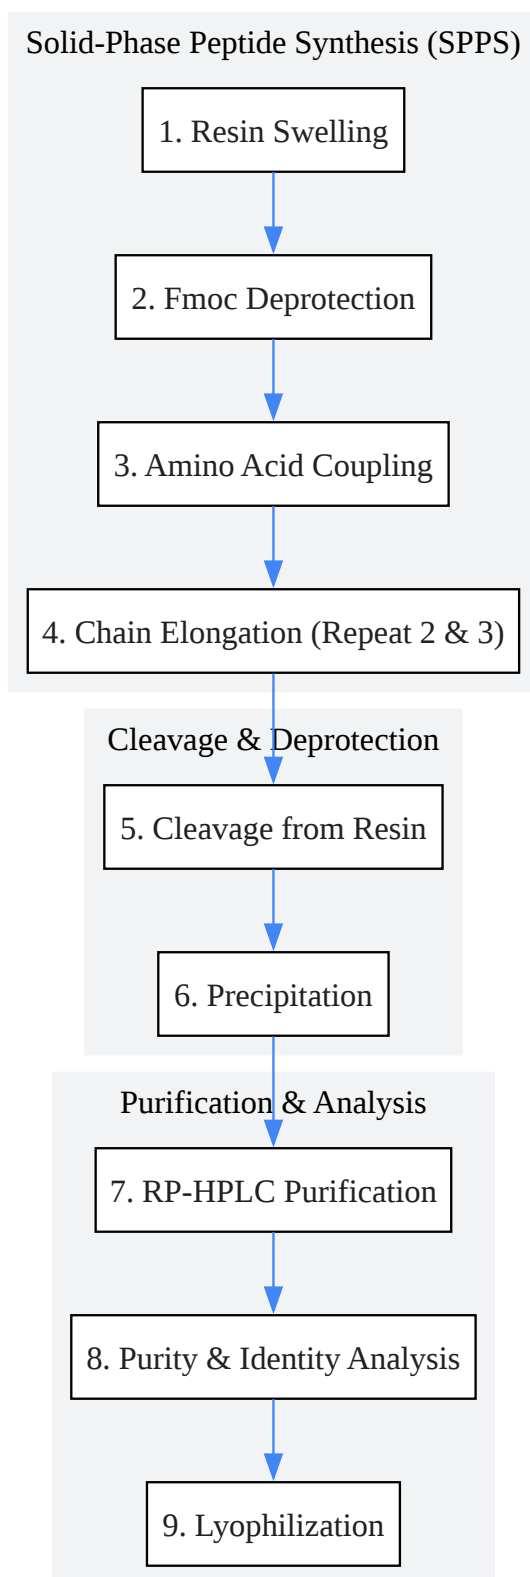 Solid-Phase Peptide Synthesis (SPPS)
1. Resin Swelling
2. Fmoc Deprotection
3. Amino Acid Coupling
4. Chain Elongation (Repeat 2 & 3)
Cleavage & Deprotection
5. Cleavage from Resin
6. Precipitation
Purification & Analysis
7. RP-HPLC Purification
8. Purity & Identity Analysis
9. Lyophilization